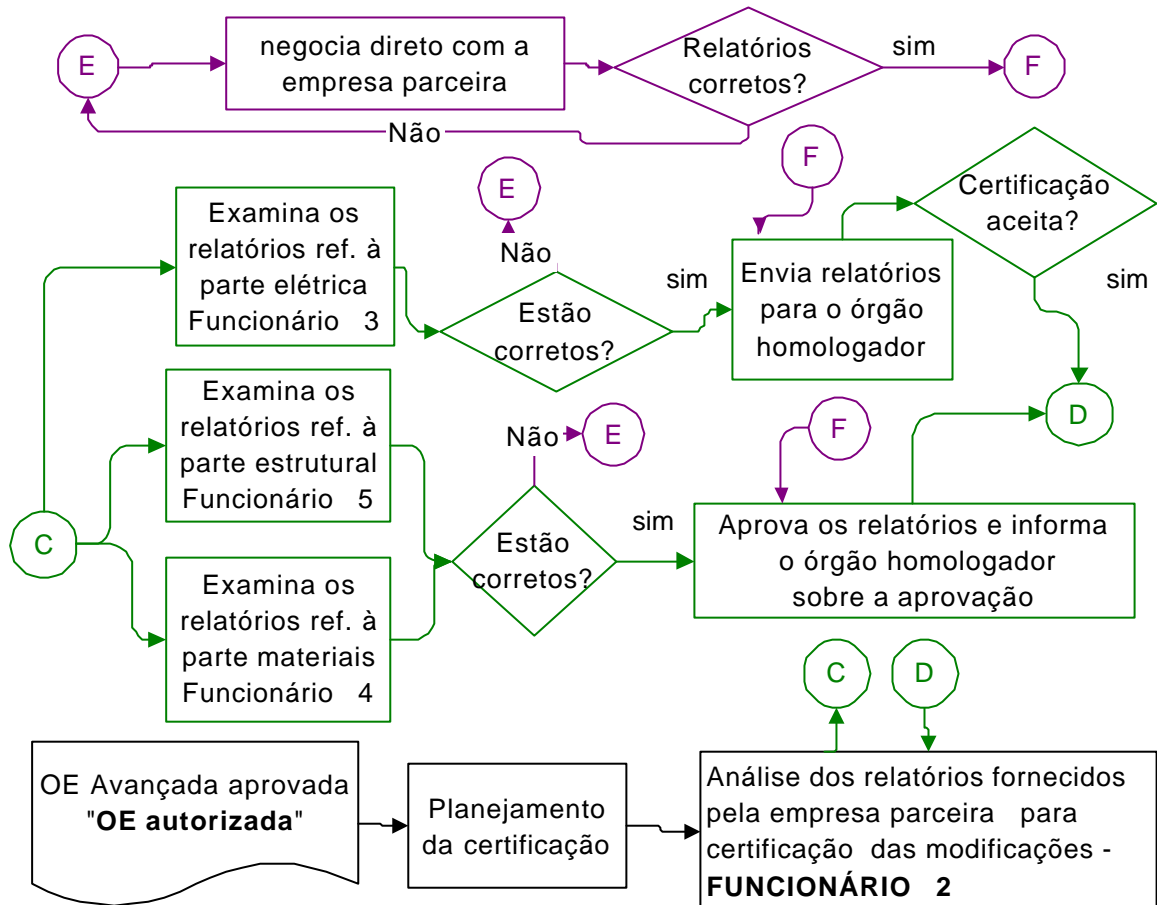 E
negocia direto com a
empresa parceira
Relatórios
corretos?
sim
F
Não
E
F
Certificação
aceita?
sim
Examina os
relatórios ref. à
parte elétrica
Funcionário 3
Não
Estão
corretos?
sim
Envia relatórios
para o órgão
homologador
D
Examina os
relatórios ref. à
parte estrutural
Funcionário 5
Não
E
F
C
Estão
corretos?
sim
Aprova os relatórios e informa
o órgão homologador
sobre a aprovação
Examina os
relatórios ref. à
parte materiais
Funcionário 4
C
D
OE Avançada aprovada
"OE autorizada"
Planejamento
da certificação
Análise dos relatórios fornecidos
pela empresa parceira para
certificação das modificações -
FUNCIONÁRIO 2